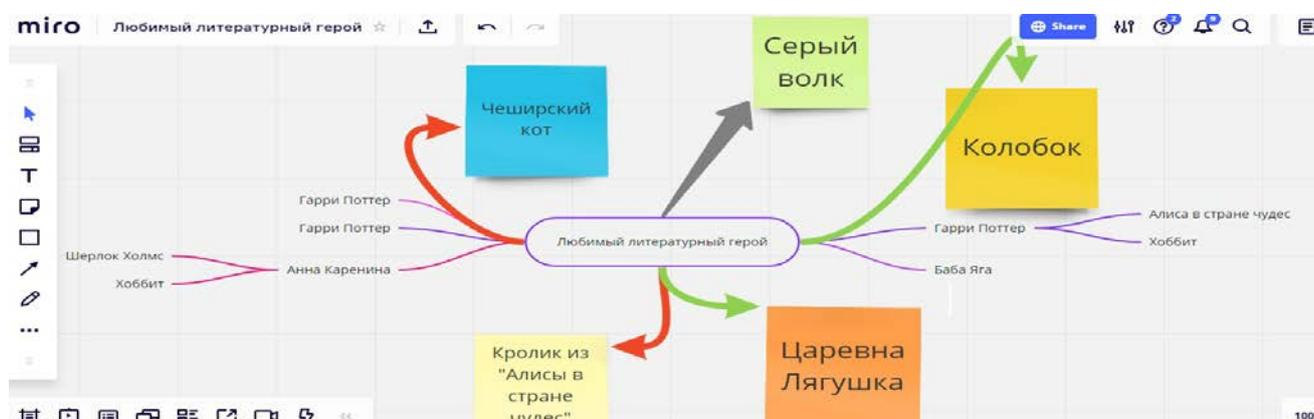 miro
Любимый литературный герой
Share
Серый
волк
Чеширский
кот
Колобок
Гарри Поттер
Гарри Поттер
Шерлок Холмс
Анна Каренина
Хоббит
Любимый литературный герой
Гарри Поттер
Алиса в стране чудес
Хоббит
Баба Яга
Кролик из
"Алисы в
стране
чудес"
Царевна
Лягушка